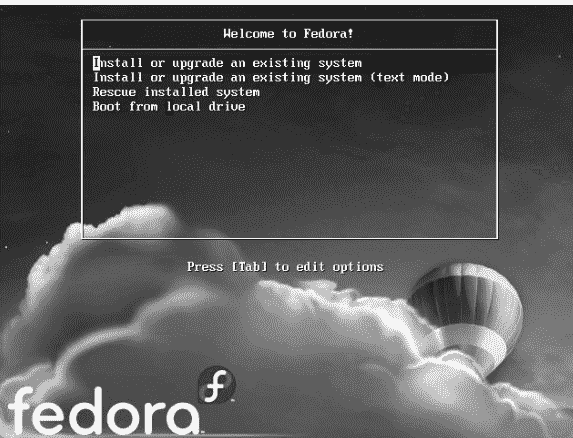 Welcome to Fedora!
Install or upgrade an existing system
Install or upgrade an existing system (text mode)
Rescue installed system
Boot from local drive
Press [Tab] to edit options
fedora